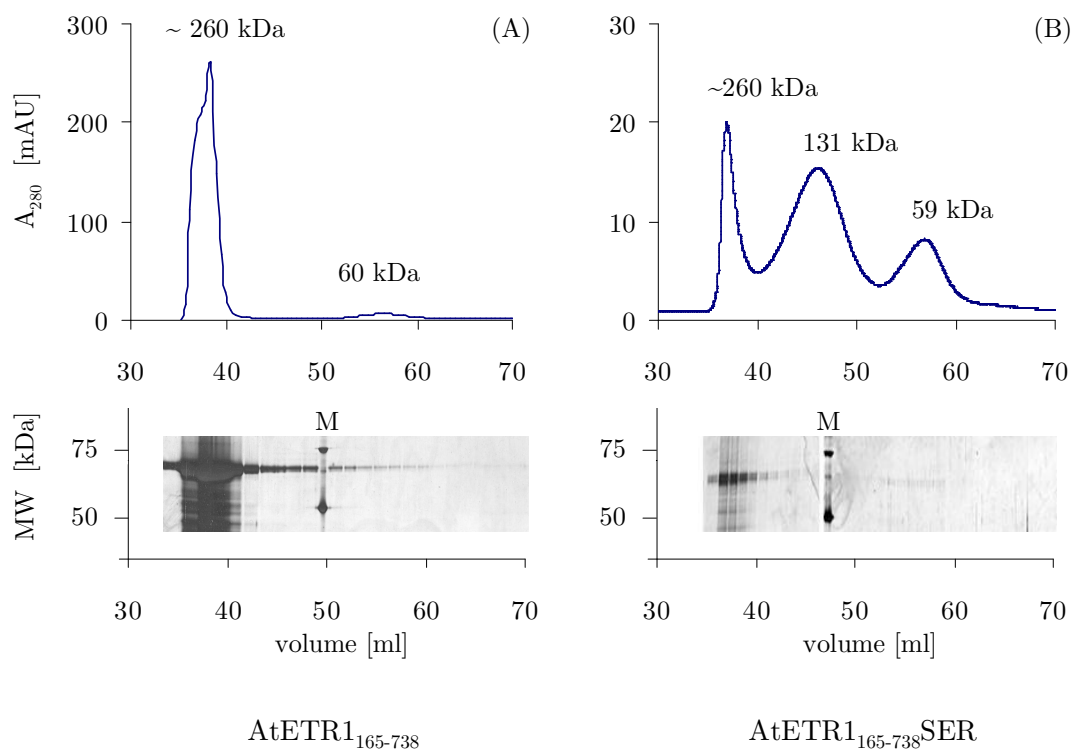 300
200
100
0
A280 [mAU]
~ 260 kDa
(A)
60 kDa
30 40 50 60 70
30
20
10
0
~260 kDa
(B)
131 kDa
59 kDa
30 40 50 60 70
MW [kDa]
75
50
M
30 40 50 60 70
volume [ml]
75
50
M
30 40 50 60 70
volume [ml]
AtETR1165-738
AtETR1165-738SER